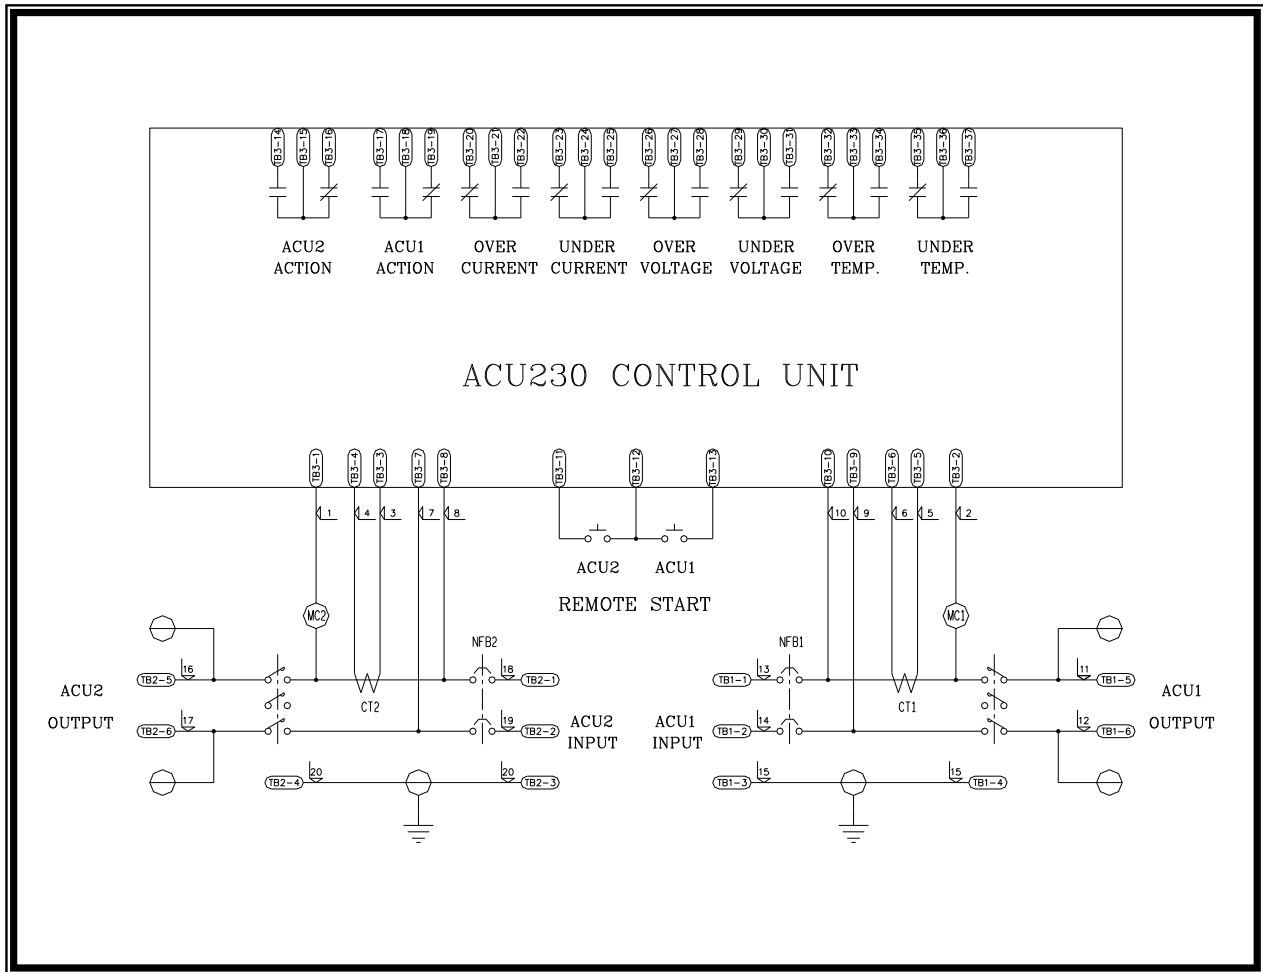 TB3-14 TB3-15 TB3-16 TB3-17 TB3-18 TB3-19 TB3-20 TB3-21 TB3-22 TB3-23 TB3-24 TB3-25 TB3-26 TB3-27 TB3-28 TB3-29 TB3-30 TB3-31 TB3-32 TB3-33 TB3-34 TB3-35 TB3-36 TB3-37
ACU2 ACU1 OVER UNDER OVER UNDER OVER UNDER
ACTION ACTION CURRENT CURRENT VOLTAGE VOLTAGE TEMP. TEMP.
ACU230 CONTROL UNIT
TB3-1 TB3-4 TB3-3 TB3-7 TB3-8 TB3-11 TB3-12 TB3-13 TB3-10 TB3-9 TB3-6 TB3-5 TB3-2
1 4 3 7 8 10 9 6 5 2
ACU2 ACU1
REMOTE START
MC2 MC1
NFB2 NFB1
16 18 13 11
TB2-5 TB2-1 TB1-1 TB1-5
ACU2 ACU1
CT2 CT1
OUTPUT OUTPUT
17 19 14 12
ACU2 ACU1
TB2-6 TB2-2 TB1-2 TB1-6
INPUT INPUT
20 20 15 15
TB2-4 TB2-3 TB1-3 TB1-4